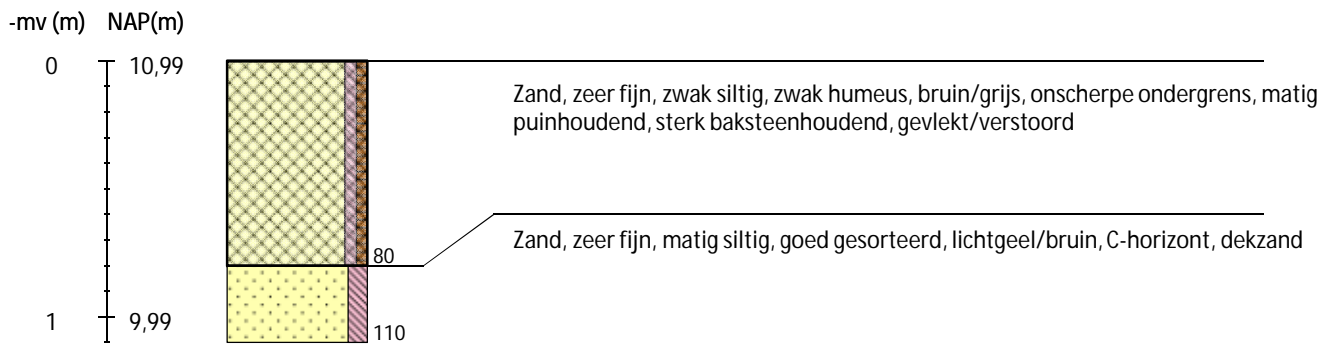 -mv (m) NAP(m)
0 10,99
Zand, zeer fijn, zwak siltig, zwak humeus, bruin/grijs, onscherpe ondergrens, matig
puinhoudend, sterk baksteenhoudend, gevlekt/verstoord
Zand, zeer fijn, matig siltig, goed gesorteerd, lichtgeel/bruin, C-horizont, dekzand
80
1 9,99
110